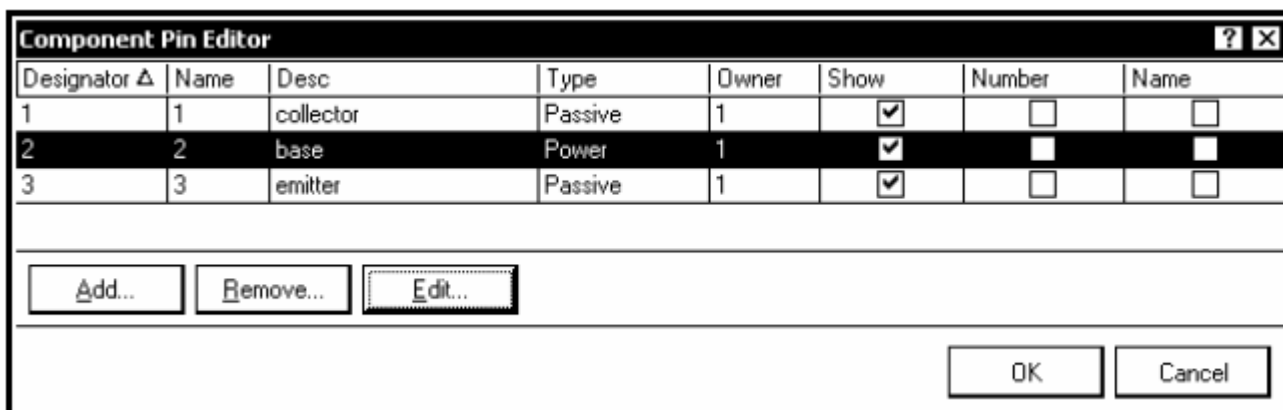 Component Pin Editor
Designator Name Desc Type Owner Show Number Name
1 1 collector Passive 1
2 2 base Power 1
3 3 emitter Passive 1
Add... Remove... Edit...
OK Cancel